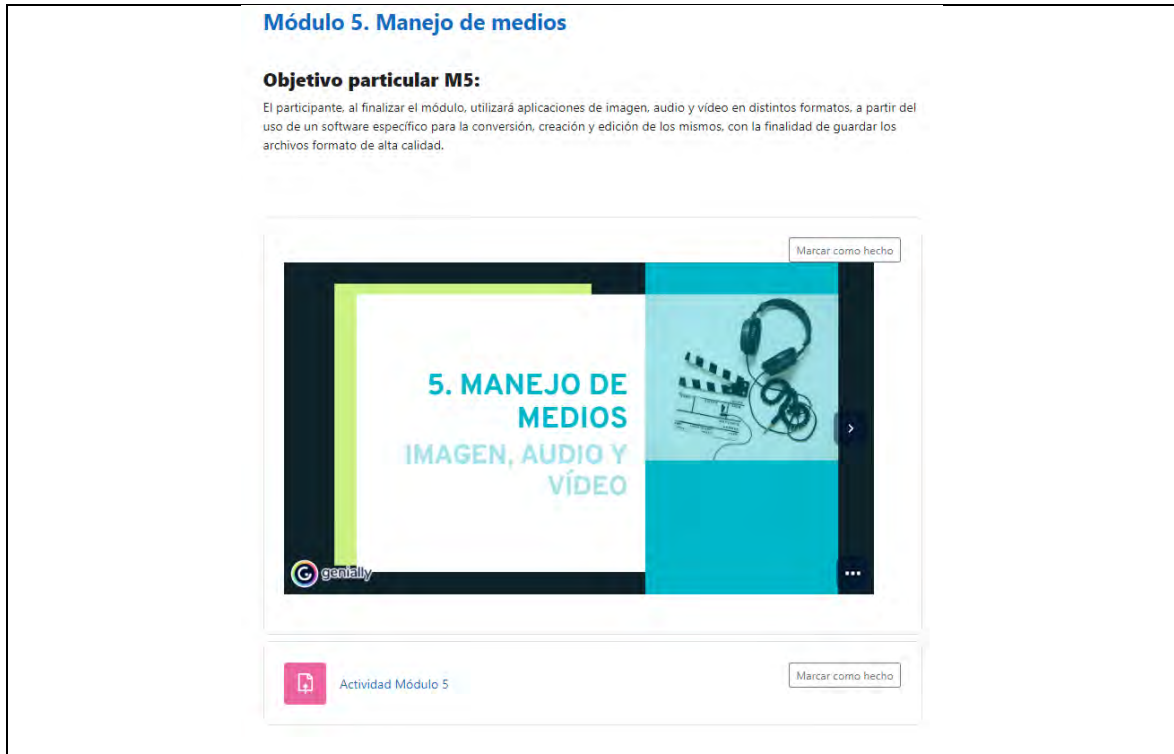 Módulo 5. Manejo de medios
Objetivo particular M5:
El participante, al finalizar el módulo, utilizará aplicaciones de imagen, audio y vídeo en distintos formatos, a partir del
uso de un software específico para la conversión, creación y edición de los mismos, con la finalidad de guardar los
archivos formato de alta calidad.
Marcar como hecho
5. MANEJO DE
MEDIOS
IMAGEN, AUDIO Y
VÍDEO
genially
Actividad Módulo 5
Marcar como hecho